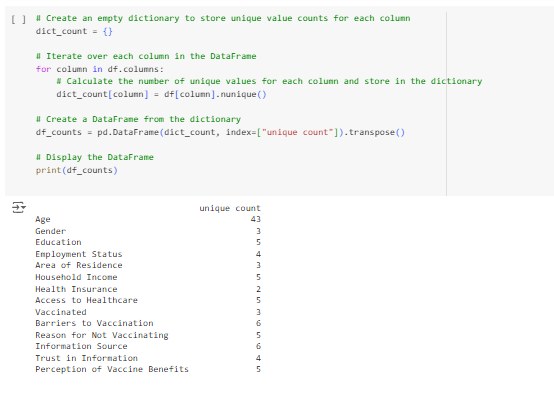 [ ] # Create an empty dictionary to store unique value counts for each column
dict_count = {}
# Iterate over each column in the DataFrame
for column in df.columns:
# Calculate the number of unique values for each column and store in the dictionary
dict_count[column] = df[column].nunique()
# Create a DataFrame from the dictionary
df_counts = pd.DataFrame(dict_count, index=["unique count"]).transpose()
# Display the DataFrame
print(df_counts)
unique count
Age 43
Gender 3
Education 5
Employment Status 4
Area of Residence 3
Household Income 5
Health Insurance 2
Access to Healthcare 5
Vaccinated 3
Barriers to Vaccination 6
Reason for Not Vaccinating 5
Information Source 6
Trust in Information 4
Perception of Vaccine Benefits 5